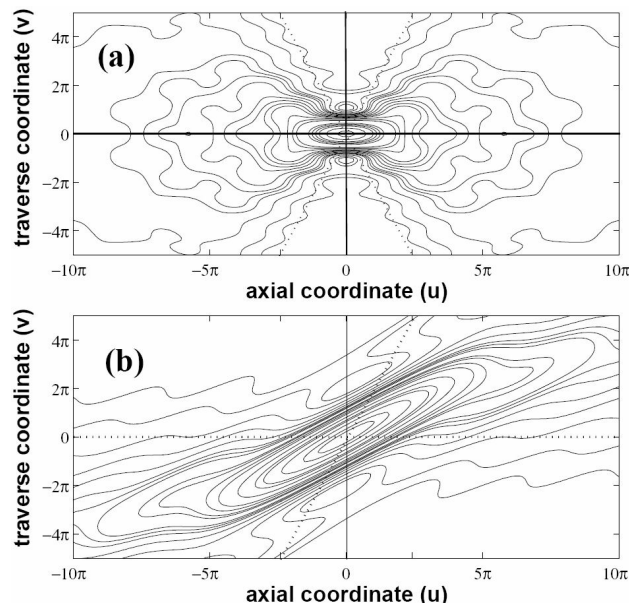 (a)
traverse coordinate (v)
4π
2π
0
−2π
−4π
−10π −5π 0 5π 10π
axial coordinate (u)
(b)
traverse coordinate (v)
4π
2π
0
−2π
−4π
−10π −5π 0 5π 10π
axial coordinate (u)